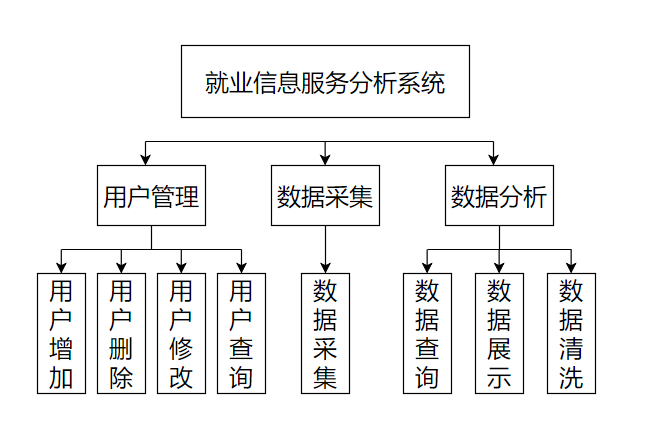 就业信息服务分析系统
用户管理
数据采集
数据分析
用户增加
用户删除
用户修改
用户查询
数据采集
数据查询
数据展示
数据清洗